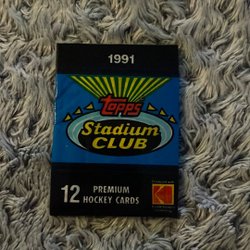 1991
Topps
Stadium
CLUB
12 PREMIUM
HOCKEY CARDS